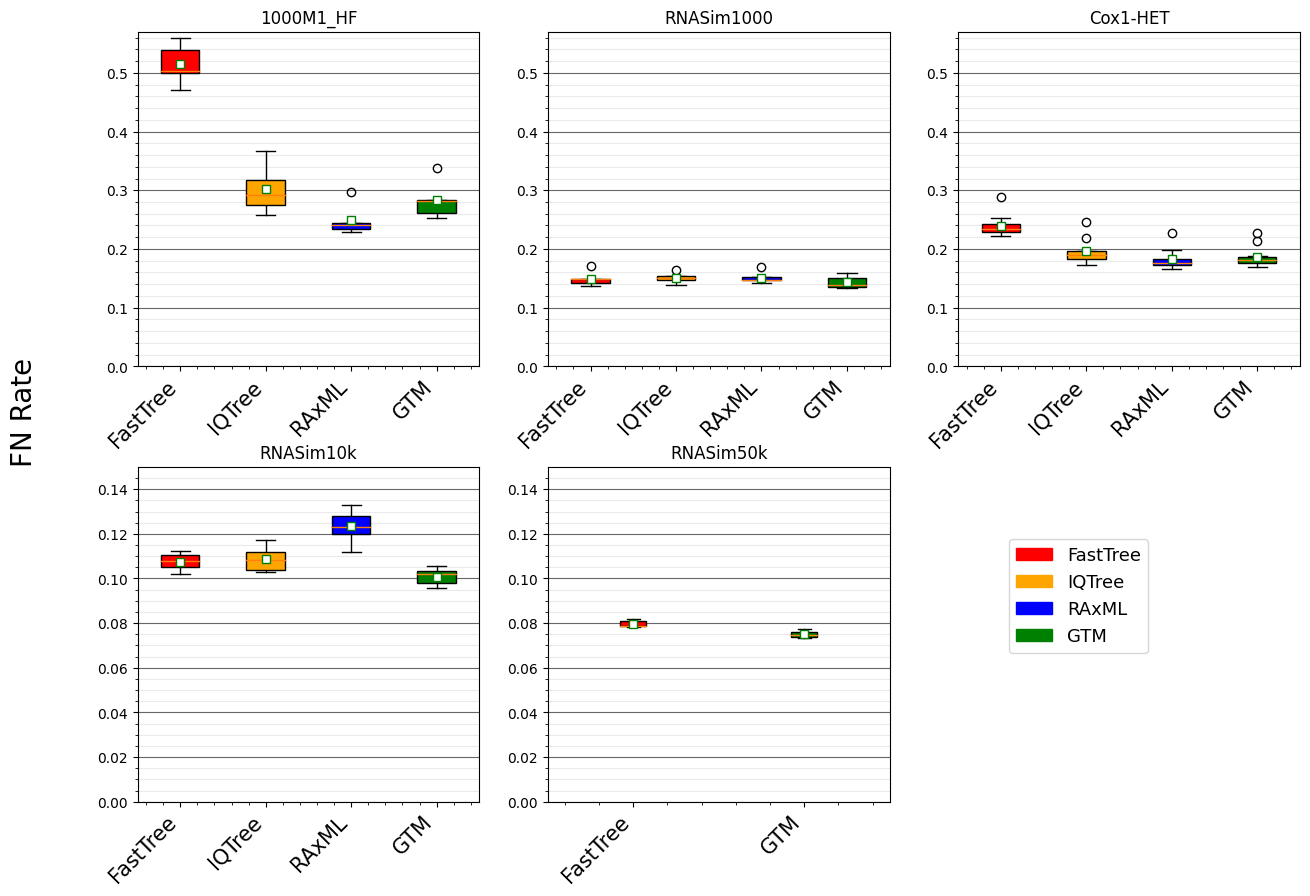 FN Rate
1000M1_HF
0.5
0.4
0.3
0.2
0.1
0.0
FastTree
IQTree
RAxML
GTM
RNASim1000
0.5
0.4
0.3
0.2
0.1
0.0
FastTree
IQTree
RAxML
GTM
Cox1-HET
0.5
0.4
0.3
0.2
0.1
0.0
FastTree
IQTree
RAxML
GTM
RNASim10k
0.14
0.12
0.10
0.08
0.06
0.04
0.02
0.00
FastTree
IQTree
RAxML
GTM
RNASim50k
0.14
0.12
0.10
0.08
0.06
0.04
0.02
0.00
FastTree
GTM
FastTree
IQTree
RAxML
GTM